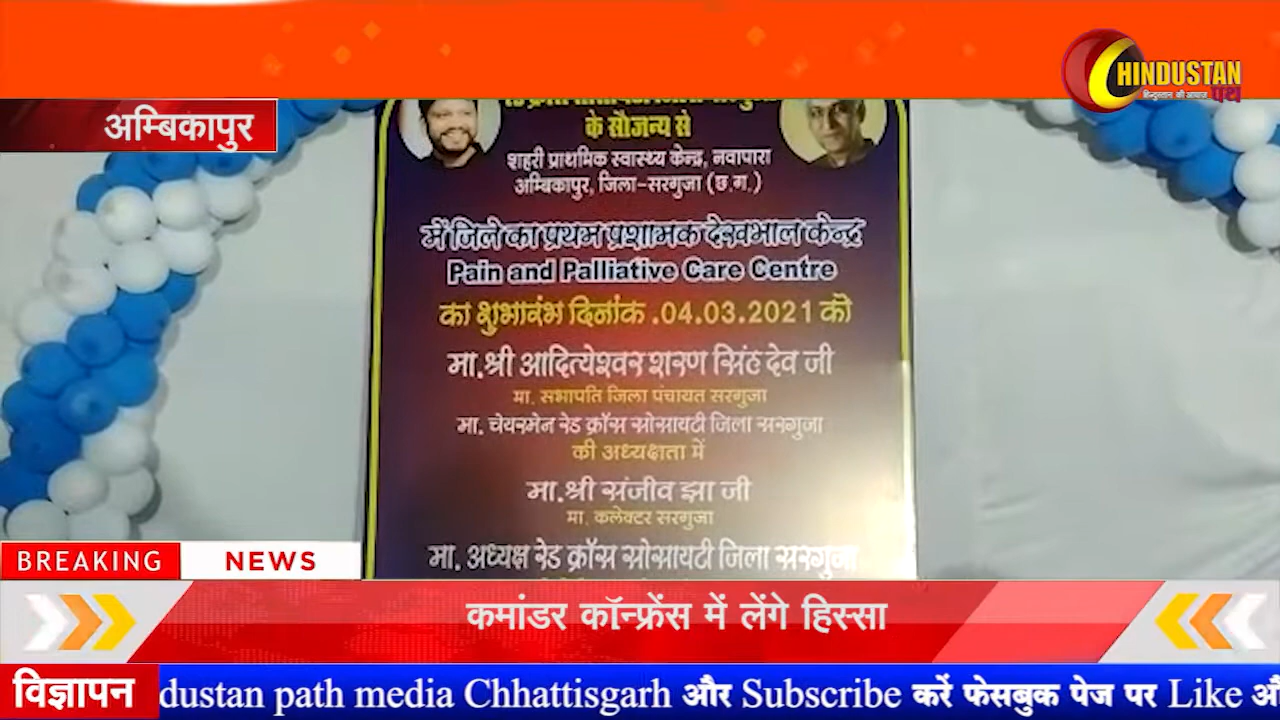 HINDUSTAN
हिन्दुस्तान की आवाज पथ
अम्बिकापुर
के सौजन्य से
शहरी प्राथमिक स्वास्थ्य केन्द्र, नवापारा
अम्बिकापुर, जिला-सरगुजा (छ.ग.)
में जिले का प्रथम प्रशामक देखभाल केन्द्र
Pain and Palliative Care Centre
का शुभारंभ दिनांक .04.03.2021 को
मा.श्री आदित्येश्वर शरण सिंह देव जी
मा. सभापति जिला पंचायत सरगुजा
मा. चेयरमेन रेड क्रॉस सोसायटी जिला सरगुजा
की अध्यक्षता में
मा.श्री संजीव झा जी
मा. कलेक्टर सरगुजा
मा. अध्यक्ष रेड क्रॉस सोसायटी जिला सरगुजा
BREAKING NEWS
कमांडर कॉन्फ्रेंस में लेंगे हिस्सा
विज्ञापन dustan path media Chhattisgarh और Subscribe करें फेसबुक पेज पर Like औ